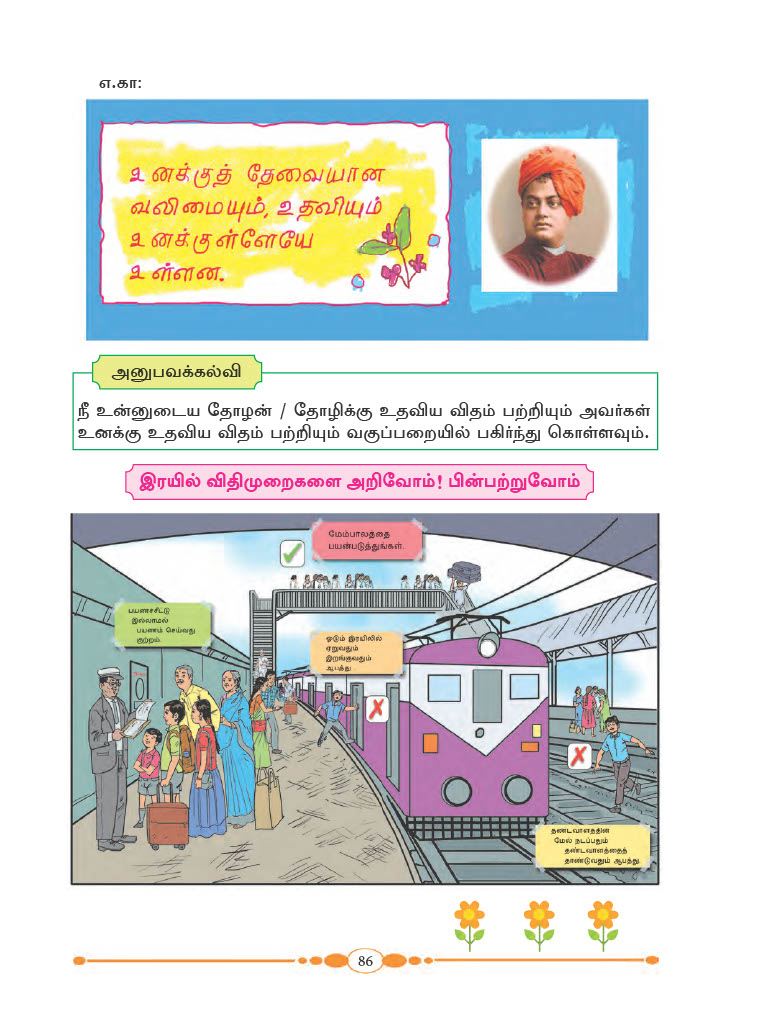 எ.கா:
உனக்குத் தேவையான
வலிமையும், உதவியும்
உனக்குள்ளேயே
உள்ளன.
அனுபவக்கல்வி
நீ உன்னுடைய தோழன் / தோழிக்கு உதவிய விதம் பற்றியும் அவர்கள்
உனக்கு உதவிய விதம் பற்றியும் வகுப்பறையில் பகிர்ந்து கொள்ளவும்.
இரயில் விதிமுறைகளை அறிவோம்! பின்பற்றுவோம்
மேம்பாலத்தை
பயன்படுத்துங்கள்.
பயணச்சீட்டு
இல்லாமல்
பயணம் செய்வது
குற்றம்.
ஓடும் இரயிலில்
ஏறுவதும்
இறங்குவதும்
ஆபத்து
தண்டவாளத்தின்
மேல் நடப்பதும்
தண்டவாளத்தைத்
தாண்டுவதும் ஆபத்து.
86